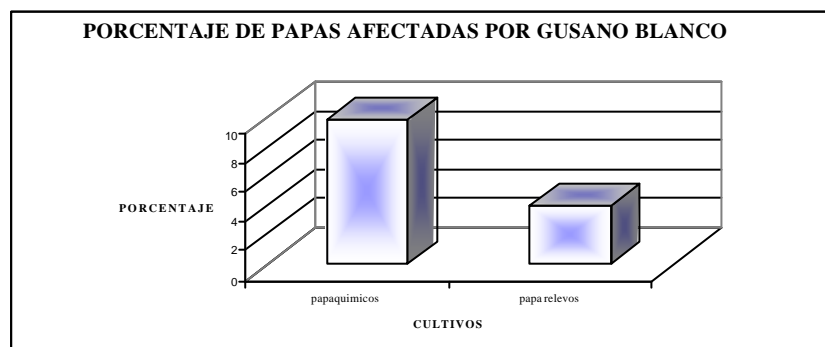 PORCENTAJE DE PAPAS AFECTADAS POR GUSANO BLANCO
10
8
6
4
2
0
PORCENTAJE
papaquimicos
papa relevos
CULTIVOS